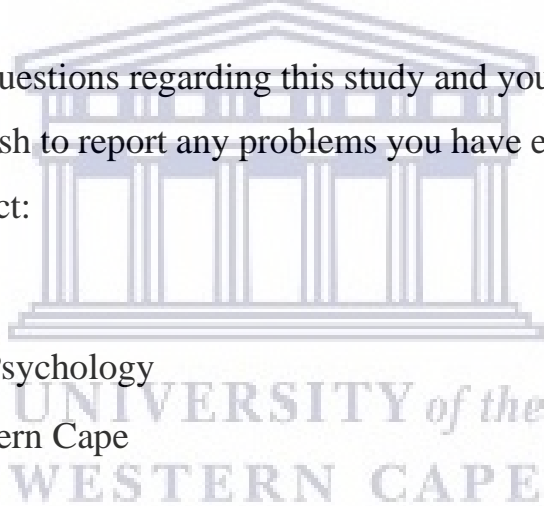 uestions regarding this study and you
sh to report any problems you have e
ct:
Psychology
UNIVERSITY of the
ern Cape
WESTERN CAPE